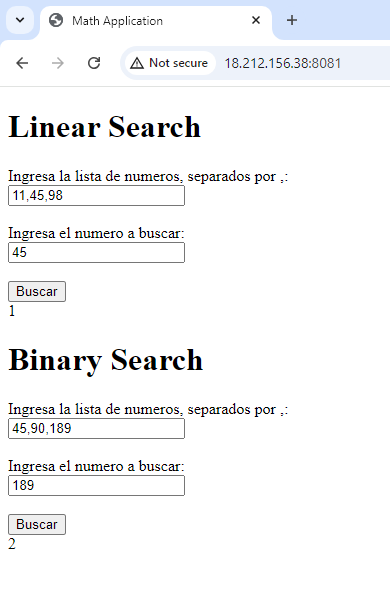 Math Application
Not secure 18.212.156.38:8081
Linear Search
Ingresa la lista de numeros, separados por ,:
11,45,98
Ingresa el numero a buscar:
45
Buscar
1
Binary Search
Ingresa la lista de numeros, separados por ,:
45,90,189
Ingresa el numero a buscar:
189
Buscar
2